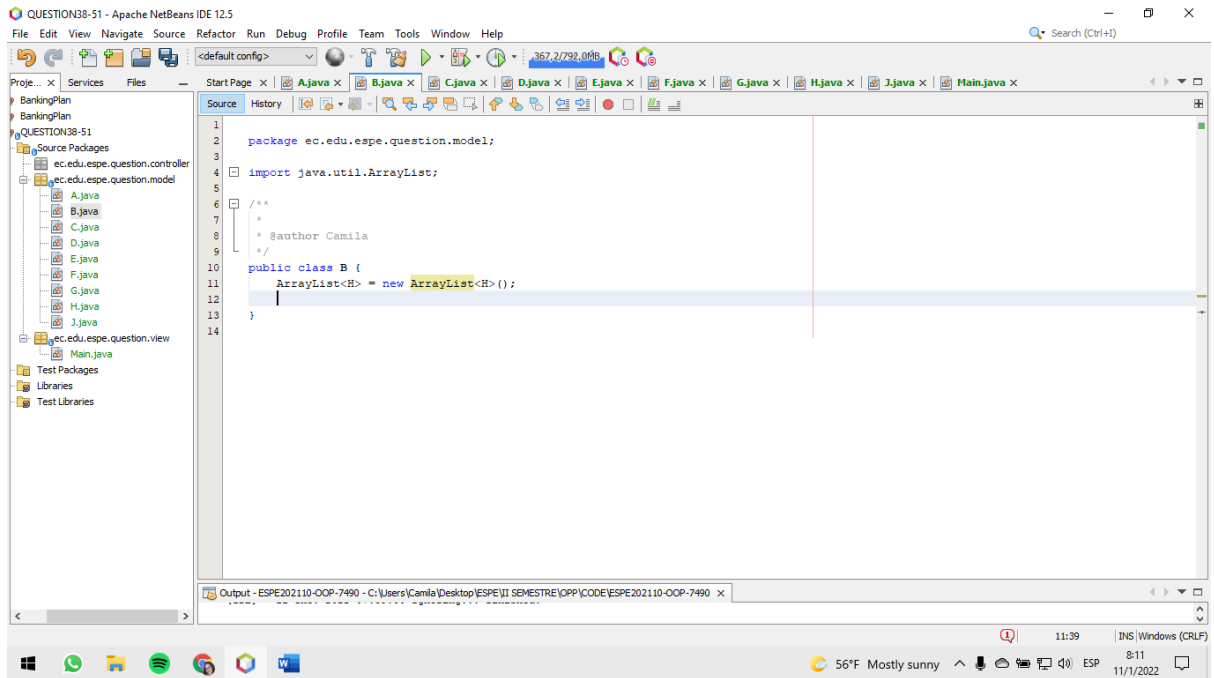 QUESTION38-51 - Apache NetBeans IDE 12.5
File Edit View Navigate Source Refactor Run Debug Profile Team Tools Window Help
Search (Ctrl+I)
<default config>
367,2/792,0MB
Proje... Services Files
Start Page A.java B.java C.java D.java E.java F.java G.java H.java J.java Main.java
Source History
BankingPlan
BankingPlan
QUESTION38-51
Source Packages
ec.edu.espe.question.controller
ec.edu.espe.question.model
A.java
B.java
C.java
D.java
E.java
F.java
G.java
H.java
J.java
ec.edu.espe.question.view
Main.java
Test Packages
Libraries
Test Libraries
1
2 package ec.edu.espe.question.model;
3
4 import java.util.ArrayList;
5
6 /**
7 *
8 * @author Camila
9 */
10 public class B {
11 ArrayList<H> = new ArrayList<H>();
12
13 }
14
Output - ESPE202110-OOP-7490 - C:\Users\Camila\Desktop\ESPE\II SEMESTRE\OPP\CODE\ESPE202110-OOP-7490
1
11:39
INS Windows (CRLF)
56°F Mostly sunny
ESP
8:11
11/1/2022